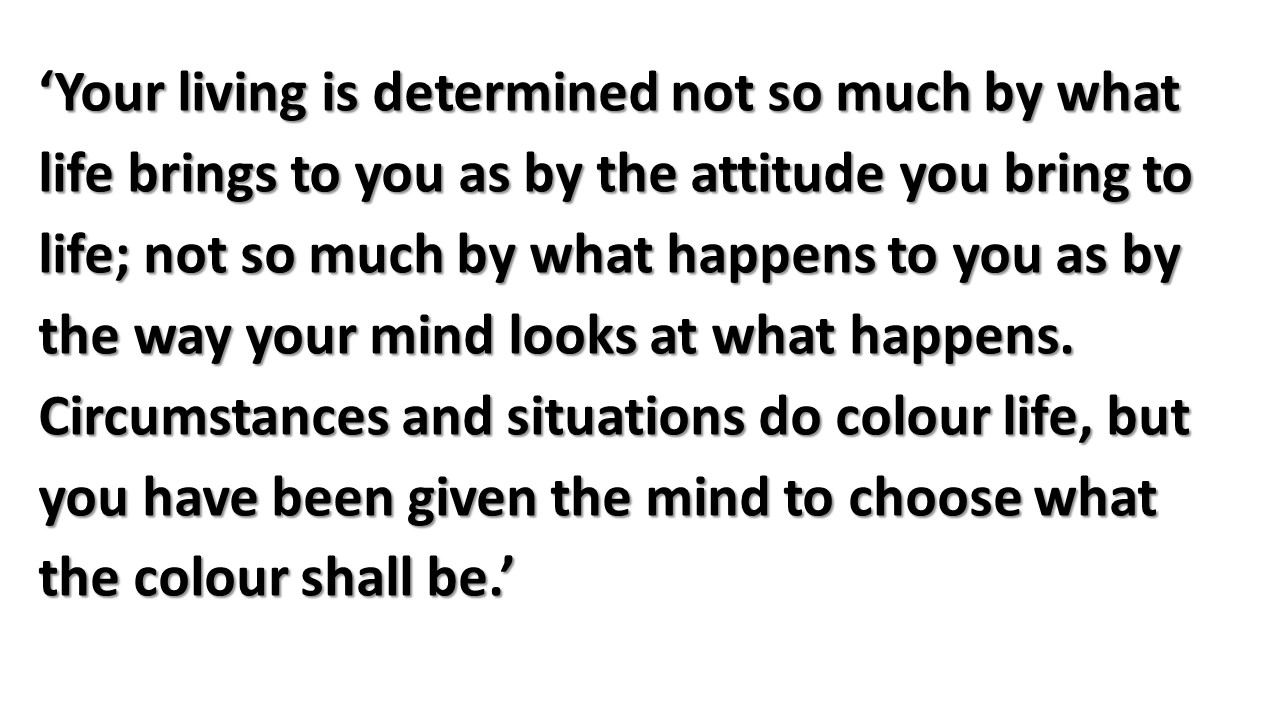 ‘Your living is determined not so much by what
life brings to you as by the attitude you bring to
life; not so much by what happens to you as by
the way your mind looks at what happens.
Circumstances and situations do colour life, but
you have been given the mind to choose what
the colour shall be.’